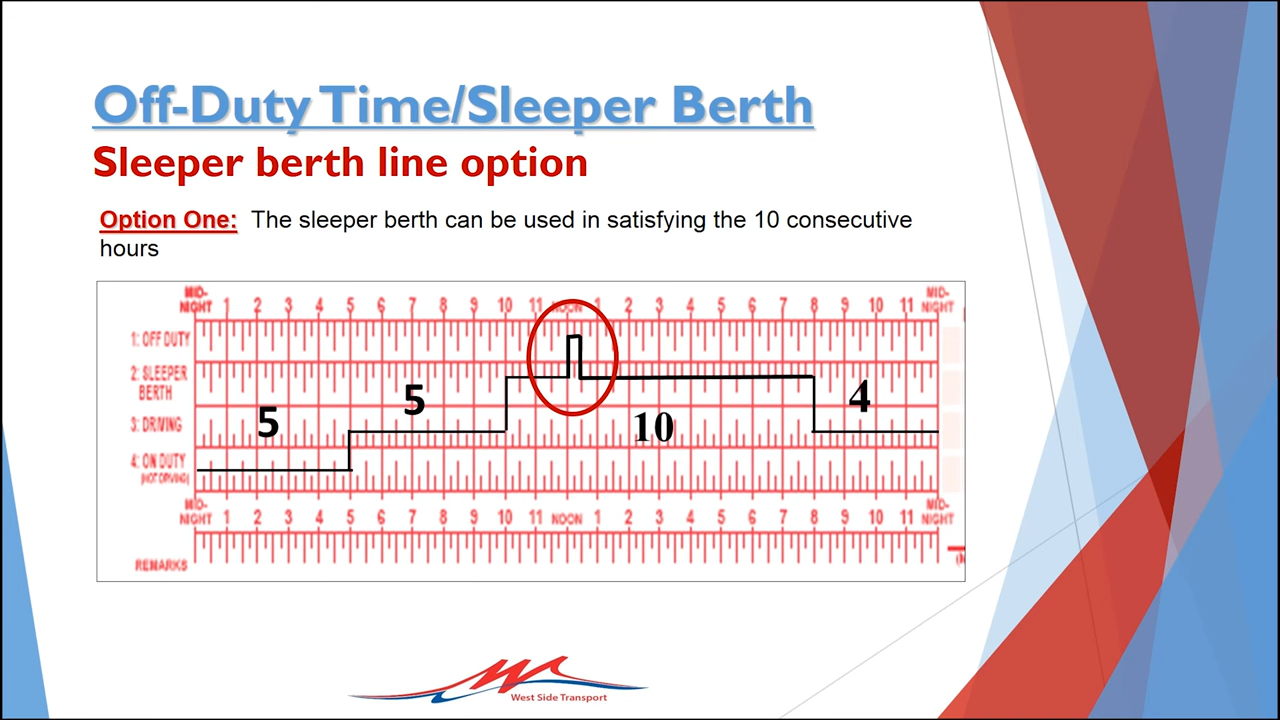 Off-Duty Time/Sleeper Berth
Sleeper berth line option
Option One: The sleeper berth can be used in satisfying the 10 consecutive
hours
MID-
NIGHT 1 2 3 4 5 6 7 8 9 10 11 NOON 1 2 3 4 5 6 7 8 9 10 11 MID-
NIGHT
1: OFF DUTY
2: SLEEPER
BERTH
3: DRIVING
4: ON DUTY
(NOT DRIVING)
5
5
10
4
MID-
NIGHT 1 2 3 4 5 6 7 8 9 10 11 NOON 1 2 3 4 5 6 7 8 9 10 11 MID-
NIGHT
REMARKS
West Side Transport